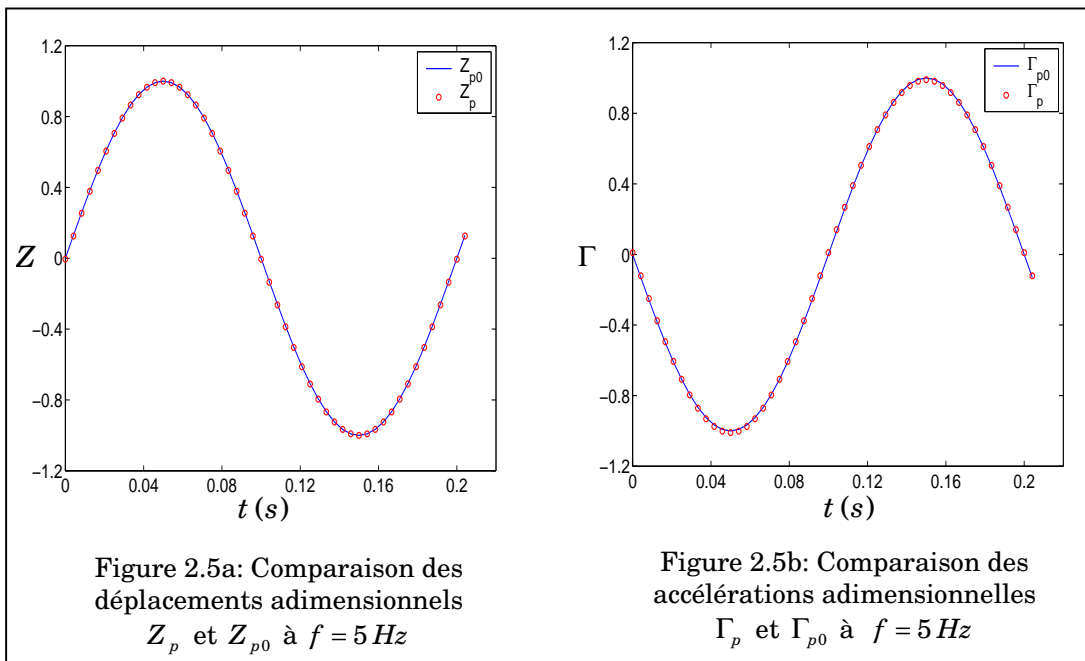 1.2
0.8
0.4
0
−0.4
−0.8
−1.2
Z
0 0.04 0.08 0.12 0.16 0.2
t (s)
Z_p0
Z_p
Figure 2.5a: Comparaison des
déplacements adimensionnels
Z_p et Z_p0 à f = 5 Hz
1.2
0.8
0.4
0
−0.4
−0.8
−1.2
Γ
0 0.04 0.08 0.12 0.16 0.2
t (s)
Γ_p0
Γ_p
Figure 2.5b: Comparaison des
accélérations adimensionnelles
Γ_p et Γ_p0 à f = 5 Hz